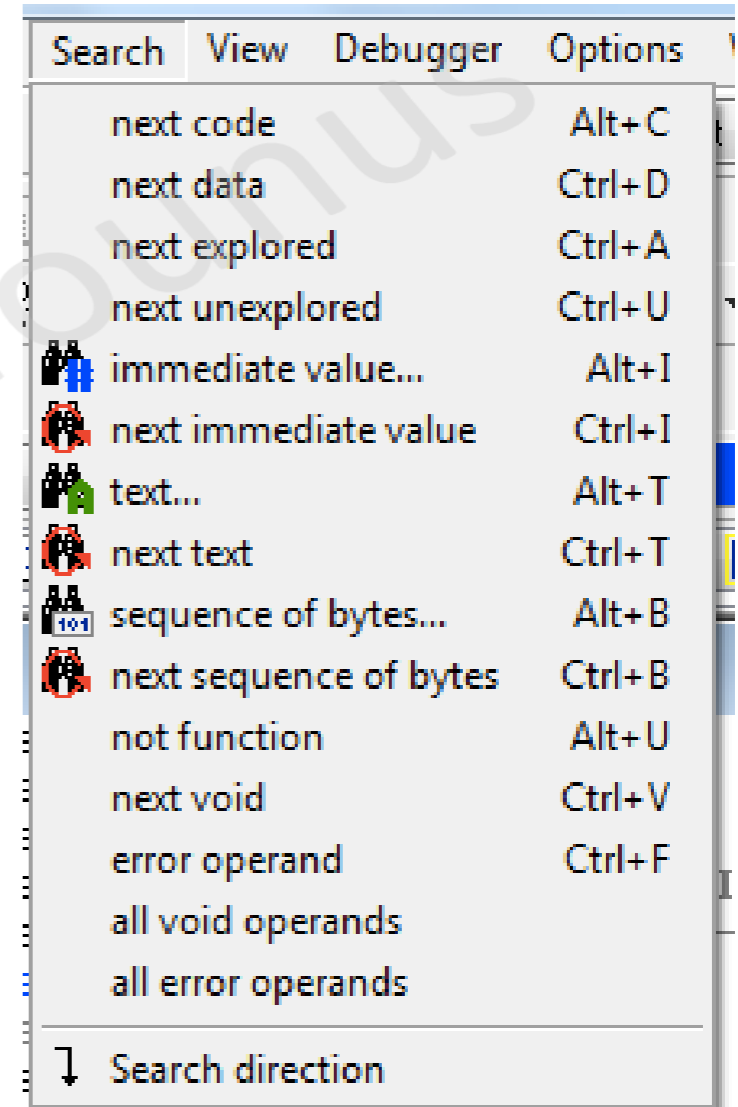 Search View Debugger Options
next code Alt+C
next data Ctrl+D
next explored Ctrl+A
next unexplored Ctrl+U
immediate value... Alt+I
next immediate value Ctrl+I
text... Alt+T
next text Ctrl+T
sequence of bytes... Alt+B
next sequence of bytes Ctrl+B
not function Alt+U
next void Ctrl+V
error operand Ctrl+F
all void operands
all error operands
Search direction